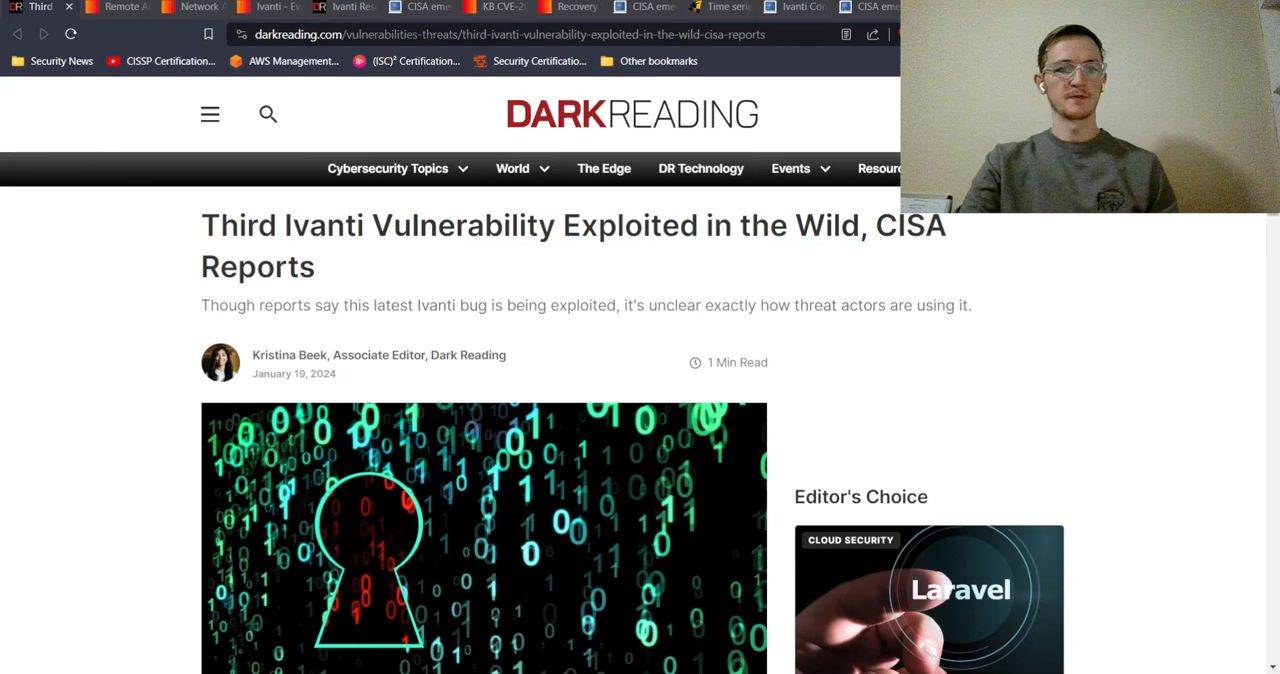 Third
Remote A
Network
Ivanti - E
Ivanti Res
CISA eme
KB CVE-2
Recovery
CISA eme
Time serie
Ivanti Con
CISA eme
darkreading.com/vulnerabilities-threats/third-ivanti-vulnerability-exploited-in-the-wild-cisa-reports
Security News
CISSP Certification...
AWS Management...
(ISC)² Certification...
Security Certificatio...
Other bookmarks
DARKREADING
Cybersecurity Topics
World
The Edge
DR Technology
Events
Resour
Third Ivanti Vulnerability Exploited in the Wild, CISA
Reports
Though reports say this latest Ivanti bug is being exploited, it's unclear exactly how threat actors are using it.
Kristina Beek, Associate Editor, Dark Reading
January 19, 2024
1 Min Read
Editor's Choice
CLOUD SECURITY
Laravel